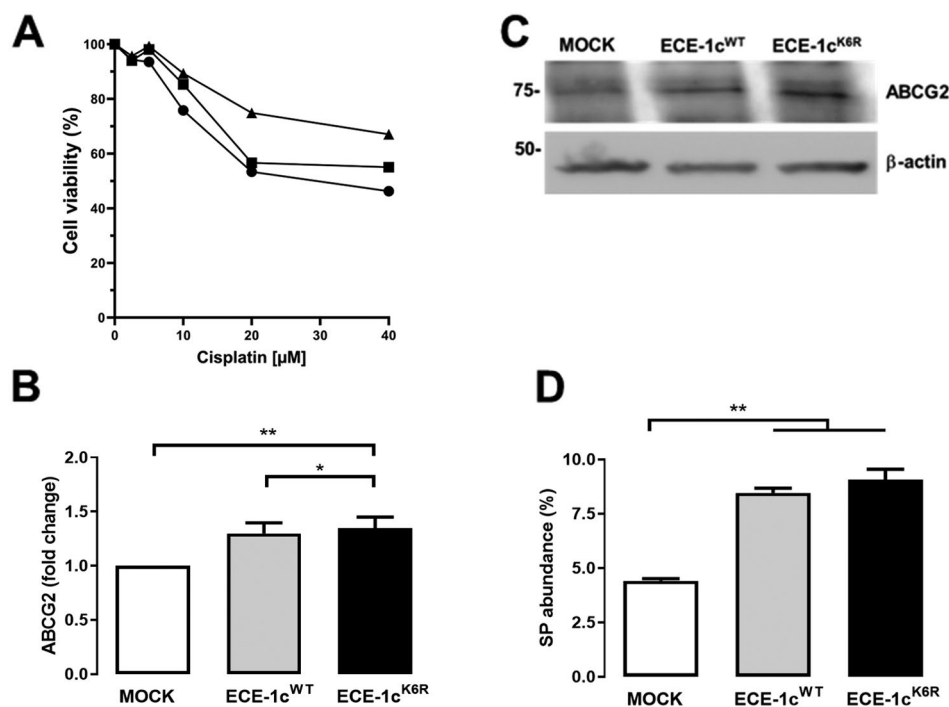 A
100
80
60
40
20
0
Cell viability (%)
0 10 20 30 40
Cisplatin [µM]
C
MOCK ECE-1c^WT ECE-1c^K6R
75- ABCG2
50- β-actin
B
** 
*
2.0
1.5
1.0
0.5
0.0
ABCG2 (fold change)
MOCK ECE-1c^WT ECE-1c^K6R
D
**
10.0
7.5
5.0
2.5
0.0
SP abundance (%)
MOCK ECE-1c^WT ECE-1c^K6R